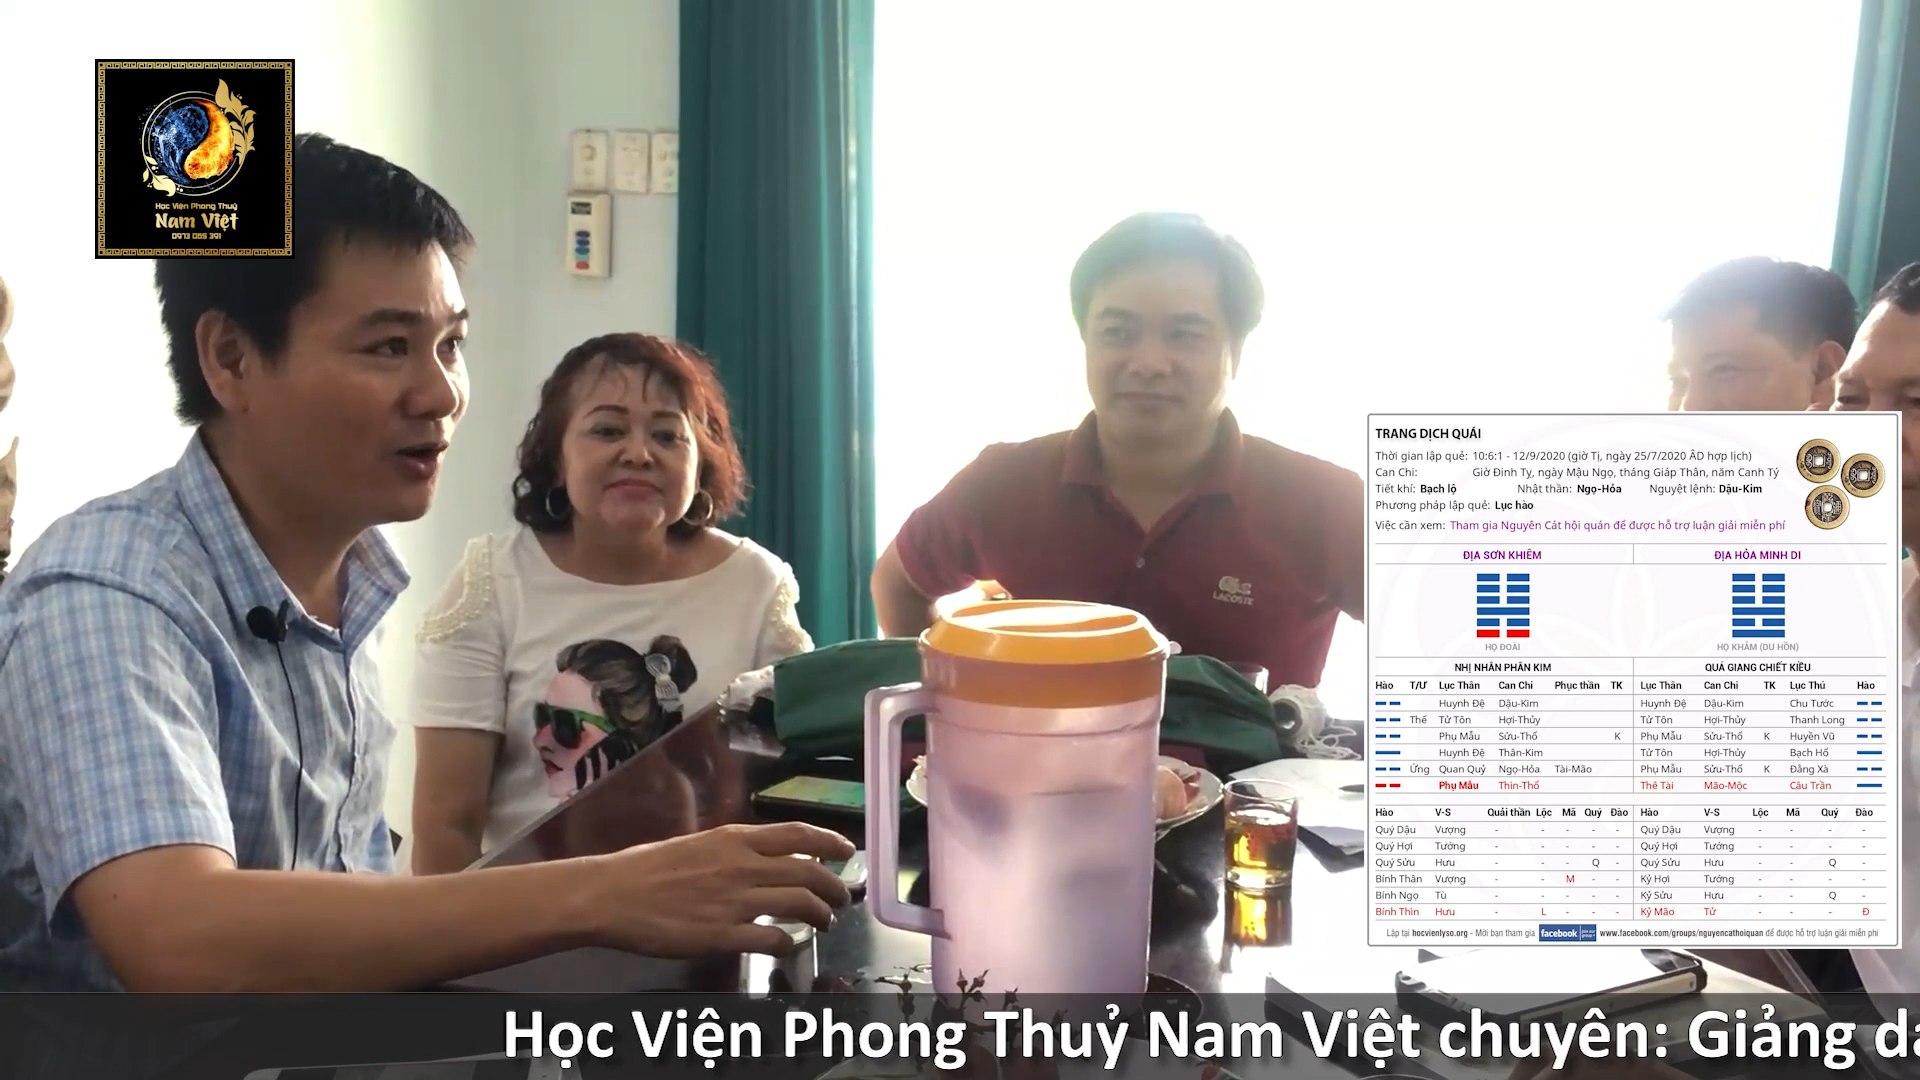 Học Viện Phong Thuỷ
Nam Việt
0973 085 391
LACOSTE
TRANG DỊCH QUÁI
Thời gian lập quẻ: 10:6:1 - 12/9/2020 (giờ Tị, ngày 25/7/2020 ÂD hợp lịch)
Can Chi: Giờ Đinh Tỵ, ngày Mậu Ngọ, tháng Giáp Thân, năm Canh Tý
Tiết khí: Bạch lộ Nhật thần: Ngọ-Hỏa Nguyệt lệnh: Dậu-Kim
Phương pháp lập quẻ: Lục hào
Việc cần xem: Tham gia Nguyên Cát hội quán để được hỗ trợ luận giải miễn phí
ĐỊA SƠN KHIÊM ĐỊA HỎA MINH DI
HỌ ĐOÀI HỌ KHẢM (DU HỒN)
NHỊ NHÂN PHÂN KIM QUÁ GIANG CHIẾT KIỀU
Hào T/Ư Lục Thân Can Chi Phục thần TK Lục Thân Can Chi TK Lục Thú Hào
Huynh Đệ Dậu-Kim Huynh Đệ Dậu-Kim Chu Tước
Thế Tử Tôn Hợi-Thủy Tử Tôn Hợi-Thủy Thanh Long
Phụ Mẫu Sửu-Thổ K Phụ Mẫu Sửu-Thổ K Huyền Vũ
Huynh Đệ Thân-Kim Tử Tôn Hợi-Thủy Bạch Hổ
Ứng Quan Quỷ Ngọ-Hỏa Tài-Mão Phụ Mẫu Sửu-Thổ K Đằng Xà
Phụ Mẫu Thìn-Thổ Thê Tài Mão-Mộc Câu Trần
Hào V-S Quái thần Lộc Mã Quý Đào Hào V-S Lộc Mã Quý Đào
Quý Dậu Vượng - - - - - Quý Dậu Vượng - - - -
Quý Hợi Tướng - - - - - Quý Hợi Tướng - - - -
Quý Sửu Hưu - - - Q - Quý Sửu Hưu - - Q -
Bính Thân Vượng - - M - - Kỷ Hợi Tướng - - - -
Bính Ngọ Tù - - - - - Kỷ Sửu Hưu - - Q -
Bính Thìn Hưu - L - - - Kỷ Mão Tử - - - Đ
Lập tại hocvienlyso.org - Mời bạn tham gia facebook www.facebook.com/groups/nguyencathoiquan để được hỗ trợ luận giải miễn phí
Học Viện Phong Thuỷ Nam Việt chuyên: Giảng dạ